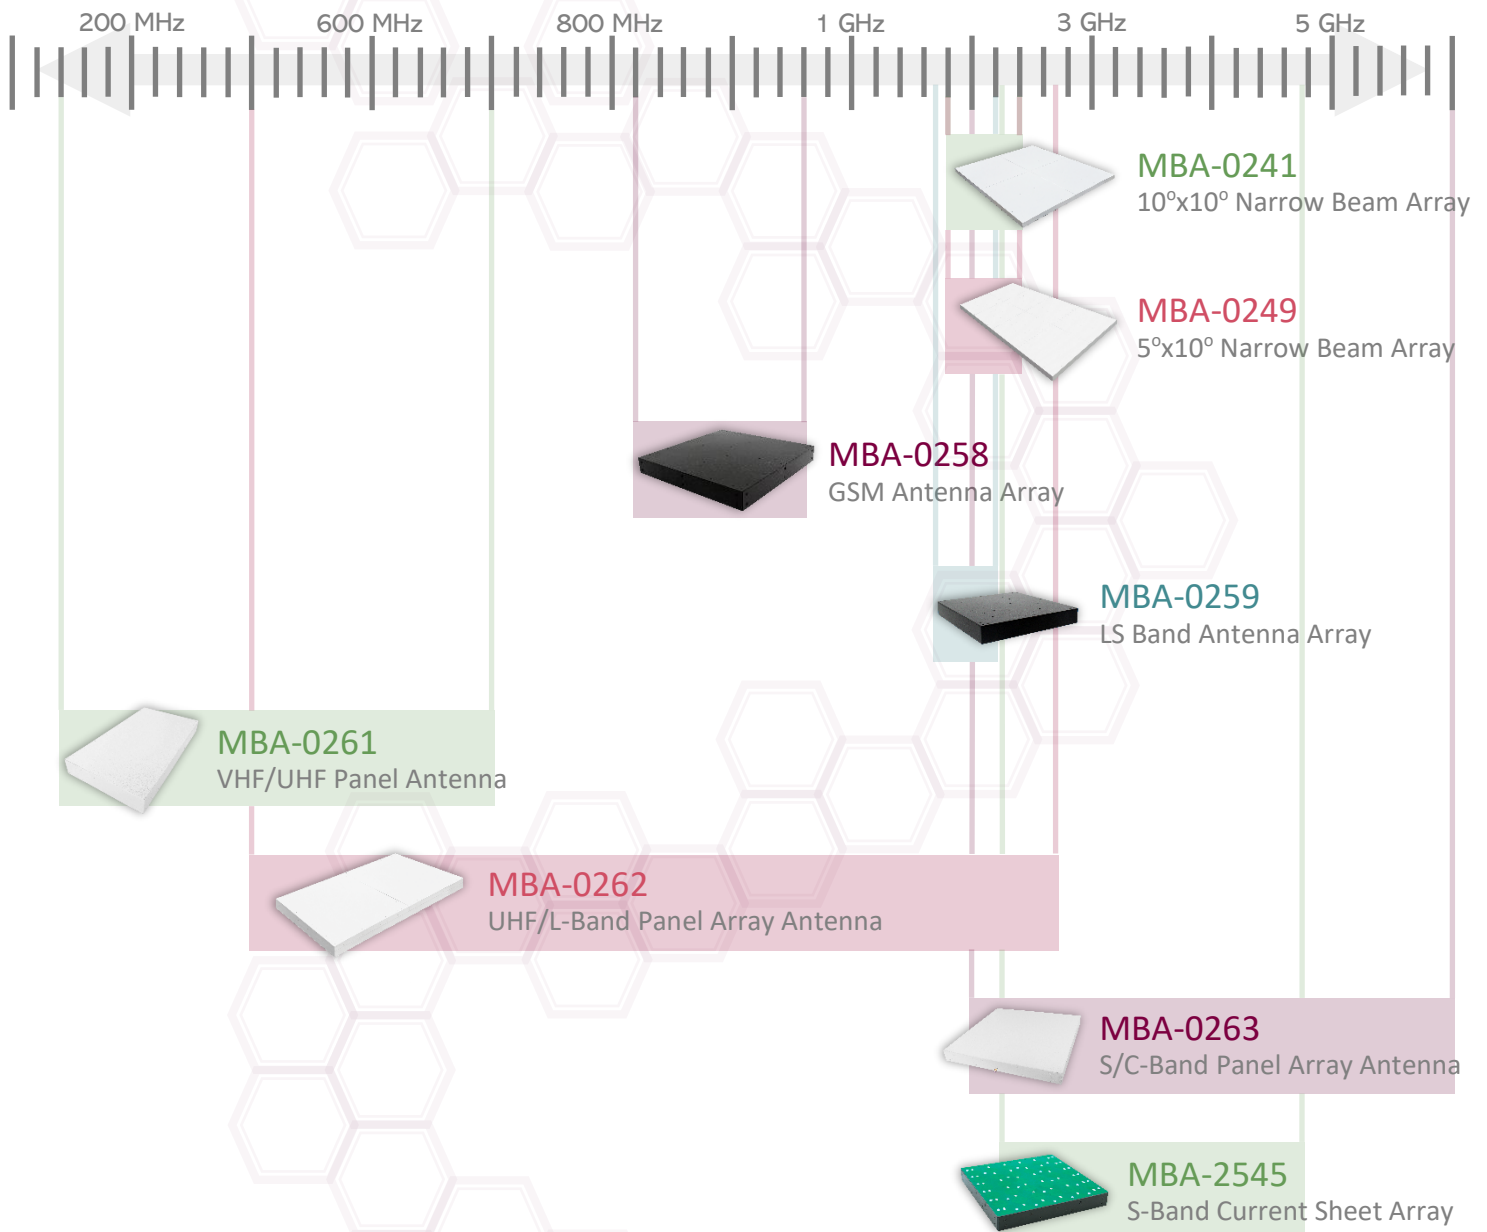 200 MHz
600 MHz
800 MHz
1 GHz
3 GHz
5 GHz
MBA-0241
10°x10° Narrow Beam Array
MBA-0249
5°x10° Narrow Beam Array
MBA-0258
GSM Antenna Array
MBA-0259
LS Band Antenna Array
MBA-0261
VHF/UHF Panel Antenna
MBA-0262
UHF/L-Band Panel Array Antenna
MBA-0263
S/C-Band Panel Array Antenna
MBA-2545
S-Band Current Sheet Array